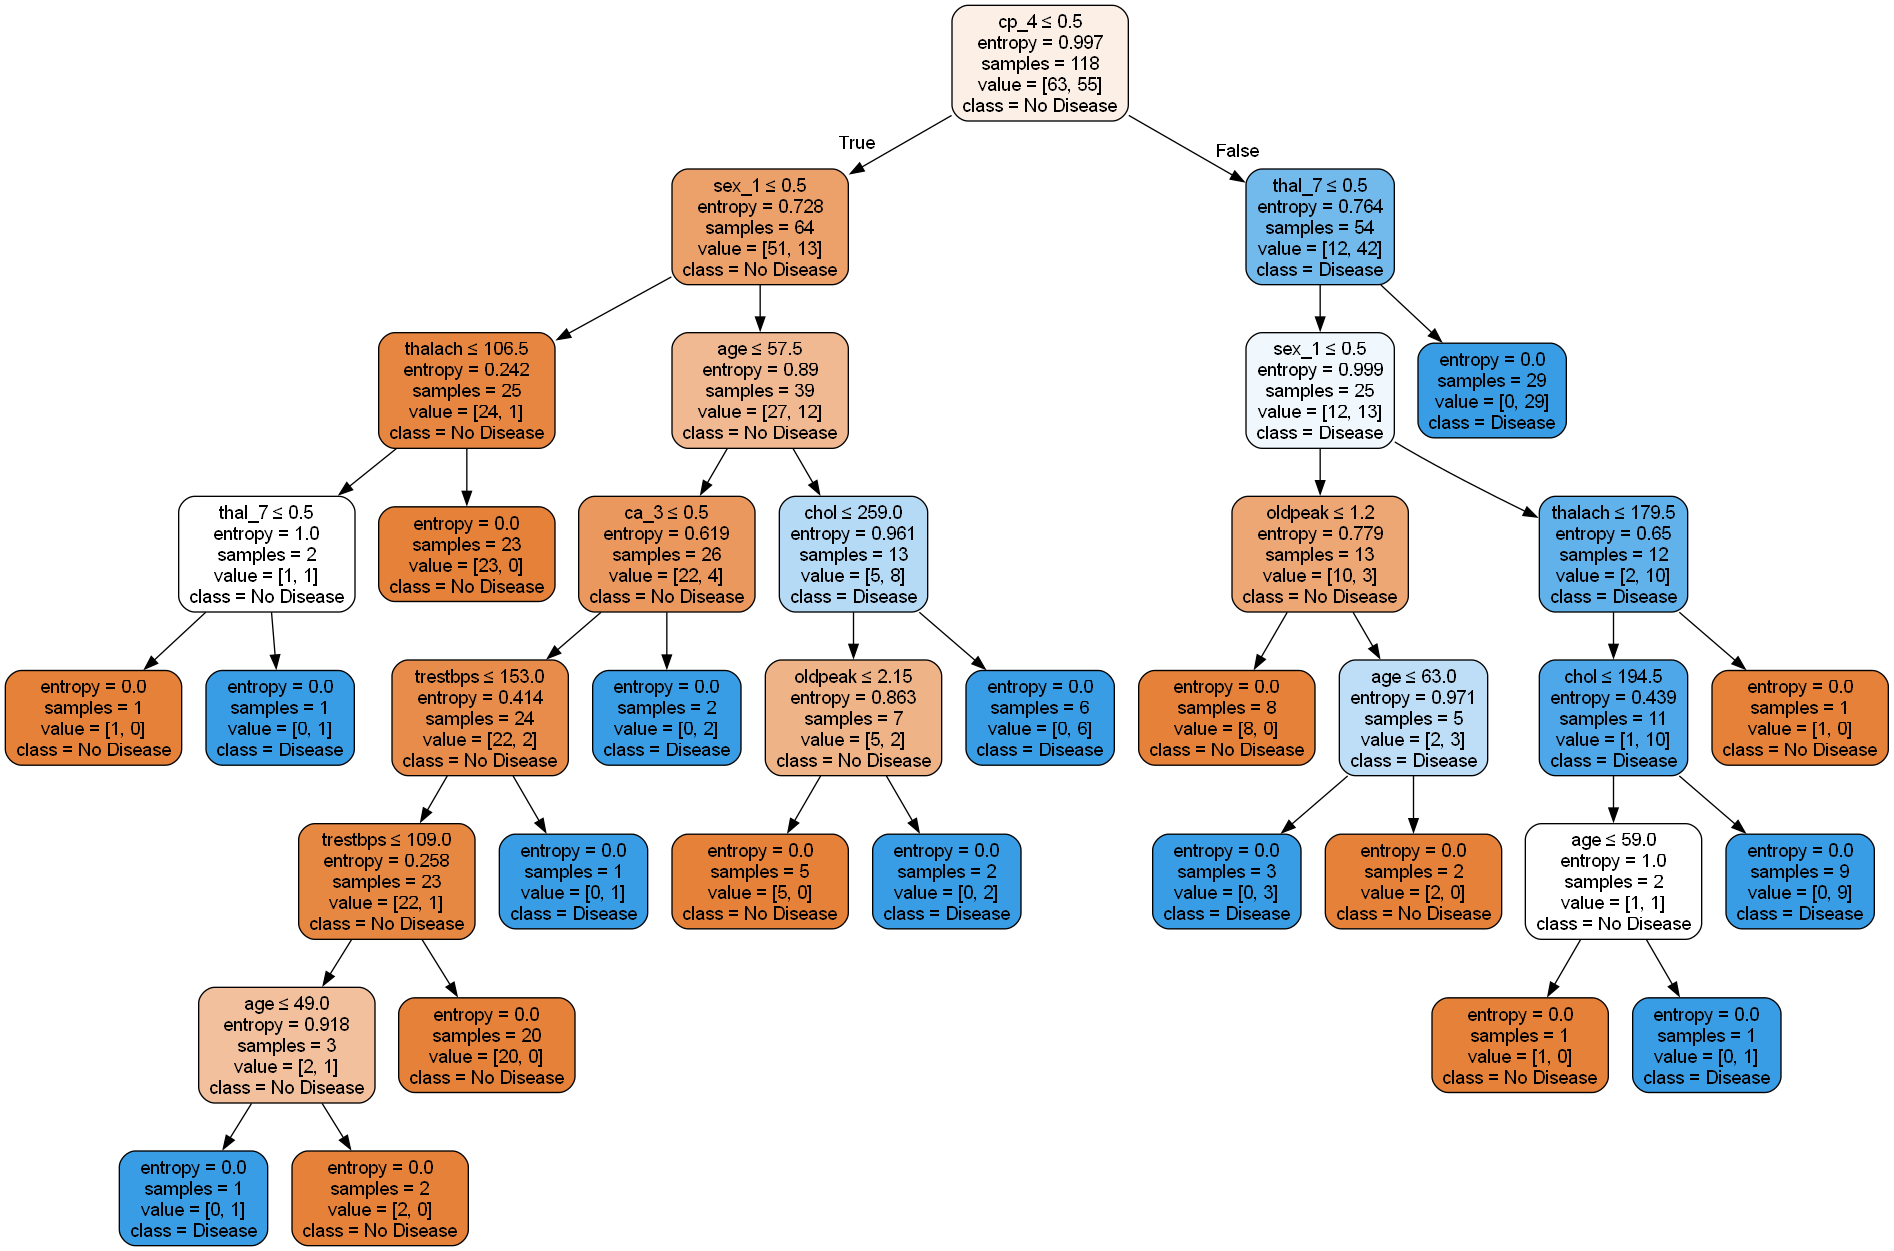 cp_4 ≤ 0.5
entropy = 0.997
samples = 118
value = [63, 55]
class = No Disease
True
False
sex_1 ≤ 0.5
entropy = 0.728
samples = 64
value = [51, 13]
class = No Disease
thal_7 ≤ 0.5
entropy = 0.764
samples = 54
value = [12, 42]
class = Disease
thalach ≤ 106.5
entropy = 0.242
samples = 25
value = [24, 1]
class = No Disease
age ≤ 57.5
entropy = 0.89
samples = 39
value = [27, 12]
class = No Disease
sex_1 ≤ 0.5
entropy = 0.999
samples = 25
value = [12, 13]
class = Disease
entropy = 0.0
samples = 29
value = [0, 29]
class = Disease
thal_7 ≤ 0.5
entropy = 1.0
samples = 2
value = [1, 1]
class = No Disease
entropy = 0.0
samples = 23
value = [23, 0]
class = No Disease
ca_3 ≤ 0.5
entropy = 0.619
samples = 26
value = [22, 4]
class = No Disease
chol ≤ 259.0
entropy = 0.961
samples = 13
value = [5, 8]
class = Disease
oldpeak ≤ 1.2
entropy = 0.779
samples = 13
value = [10, 3]
class = No Disease
thalach ≤ 179.5
entropy = 0.65
samples = 12
value = [2, 10]
class = Disease
entropy = 0.0
samples = 1
value = [1, 0]
class = No Disease
entropy = 0.0
samples = 1
value = [0, 1]
class = Disease
trestbps ≤ 153.0
entropy = 0.414
samples = 24
value = [22, 2]
class = No Disease
entropy = 0.0
samples = 2
value = [0, 2]
class = Disease
oldpeak ≤ 2.15
entropy = 0.863
samples = 7
value = [5, 2]
class = No Disease
entropy = 0.0
samples = 6
value = [0, 6]
class = Disease
entropy = 0.0
samples = 8
value = [8, 0]
class = No Disease
age ≤ 63.0
entropy = 0.971
samples = 5
value = [2, 3]
class = Disease
chol ≤ 194.5
entropy = 0.439
samples = 11
value = [1, 10]
class = Disease
entropy = 0.0
samples = 1
value = [1, 0]
class = No Disease
trestbps ≤ 109.0
entropy = 0.258
samples = 23
value = [22, 1]
class = No Disease
entropy = 0.0
samples = 1
value = [0, 1]
class = Disease
entropy = 0.0
samples = 5
value = [5, 0]
class = No Disease
entropy = 0.0
samples = 2
value = [0, 2]
class = Disease
entropy = 0.0
samples = 3
value = [0, 3]
class = Disease
entropy = 0.0
samples = 2
value = [2, 0]
class = No Disease
age ≤ 59.0
entropy = 1.0
samples = 2
value = [1, 1]
class = No Disease
entropy = 0.0
samples = 9
value = [0, 9]
class = Disease
age ≤ 49.0
entropy = 0.918
samples = 3
value = [2, 1]
class = No Disease
entropy = 0.0
samples = 20
value = [20, 0]
class = No Disease
entropy = 0.0
samples = 1
value = [1, 0]
class = No Disease
entropy = 0.0
samples = 1
value = [0, 1]
class = Disease
entropy = 0.0
samples = 1
value = [0, 1]
class = Disease
entropy = 0.0
samples = 2
value = [2, 0]
class = No Disease